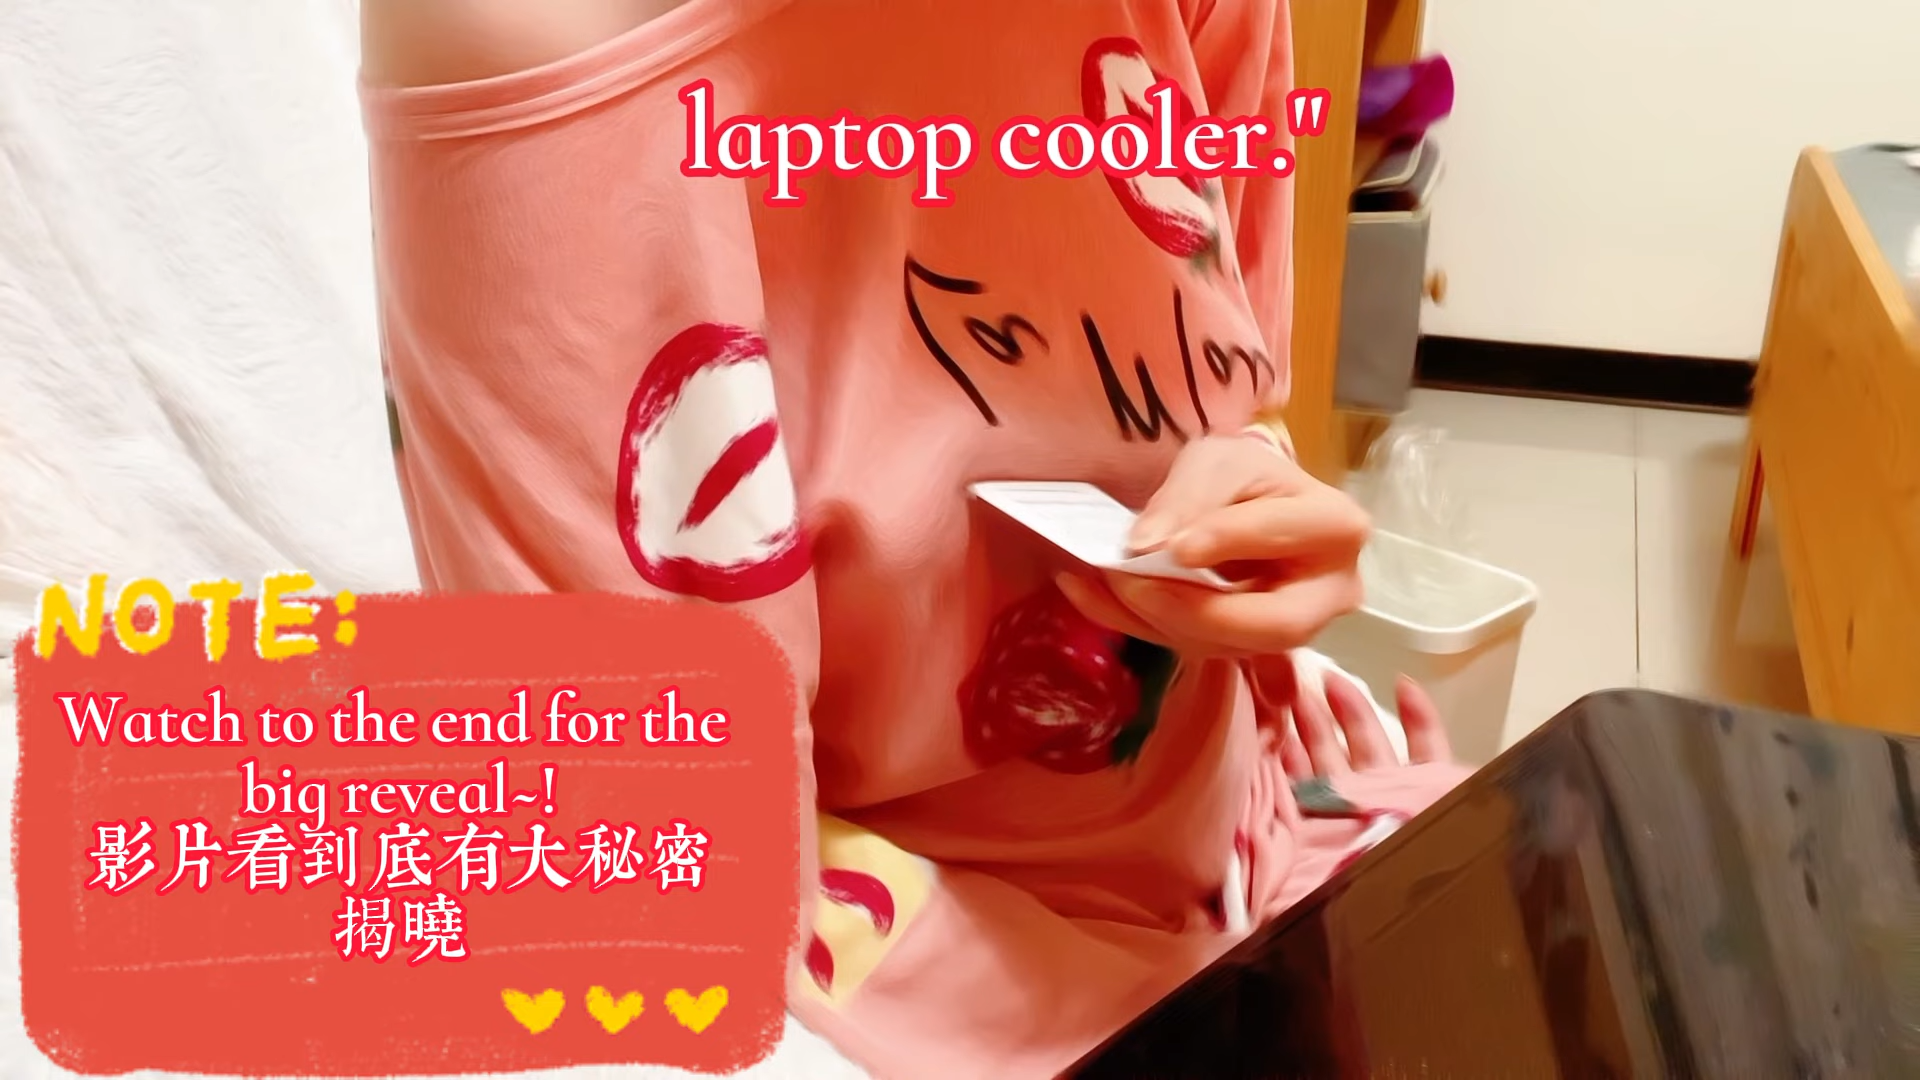 laptop cooler."
NOTE:
Watch to the end for the
big reveal~!
影片看到底有大秘密
揭曉